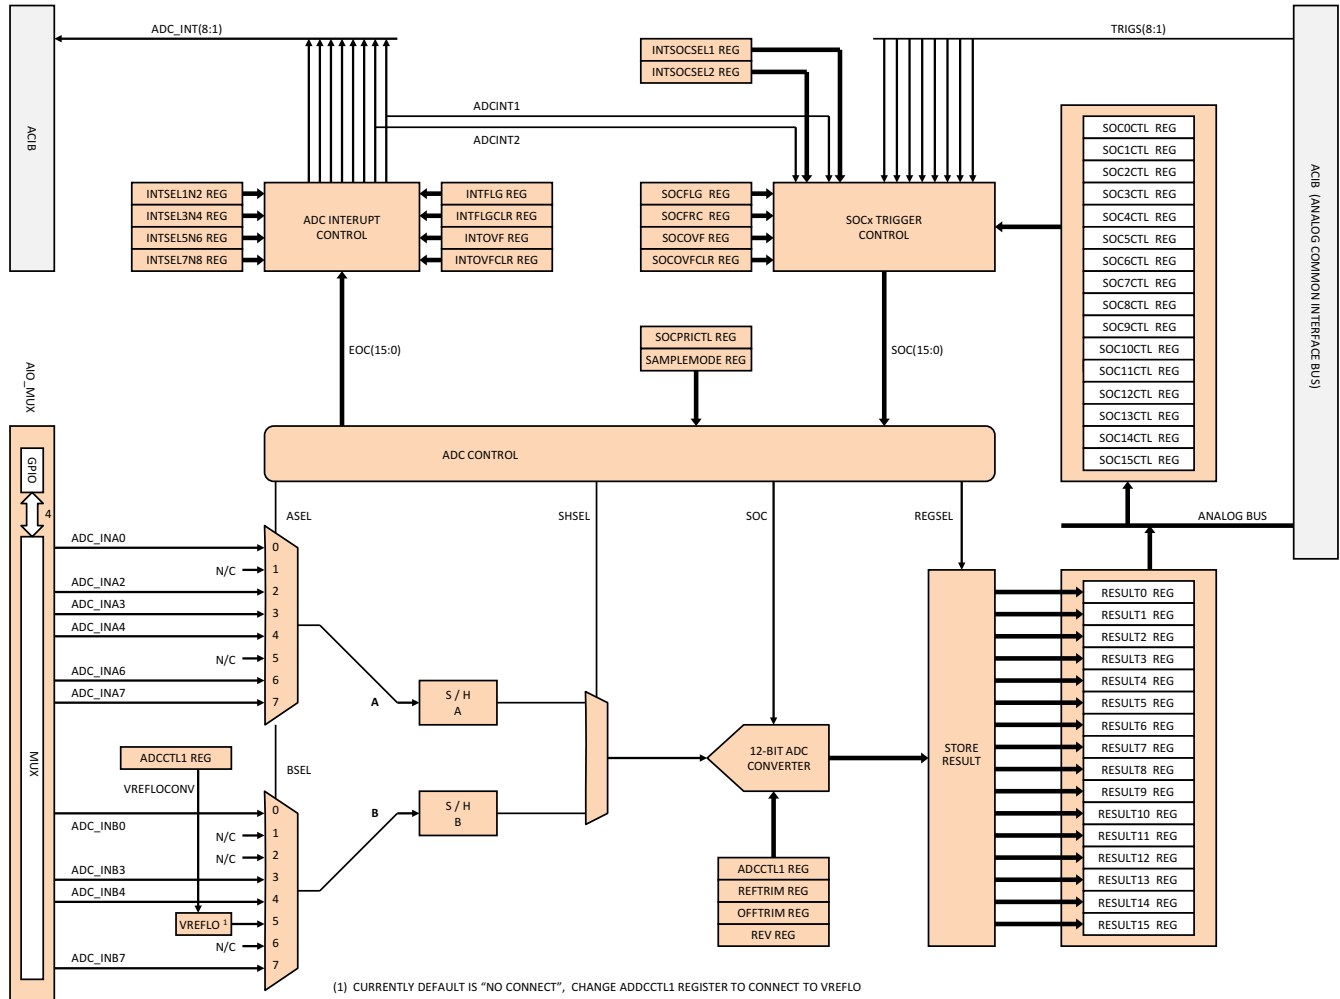 ADC_INT(8:1)
TRIGS(8:1)
INTSOCSEL1 REG
INTSOCSEL2 REG
ADCINT1
ADCINT2
ACIB
ACIB (ANALOG COMMON INTERFACE BUS)
INTSEL1N2 REG
INTSEL3N4 REG
INTSEL5N6 REG
INTSEL7N8 REG
ADC INTERUPT
CONTROL
INTFLG REG
INTFLGCLR REG
INTOVF REG
INTOVFCLR REG
SOCFLG REG
SOCFRC REG
SOCOVF REG
SOCOVFCLR REG
SOCx TRIGGER
CONTROL
SOC0CTL REG
SOC1CTL REG
SOC2CTL REG
SOC3CTL REG
SOC4CTL REG
SOC5CTL REG
SOC6CTL REG
SOC7CTL REG
SOC8CTL REG
SOC9CTL REG
SOC10CTL REG
SOC11CTL REG
SOC12CTL REG
SOC13CTL REG
SOC14CTL REG
SOC15CTL REG
EOC(15:0)
SOCPRICTL REG
SAMPLEMODE REG
SOC(15:0)
AIO_MUX
ADC CONTROL
GPIO
4
MUX
ASEL
SHSEL
SOC
REGSEL
ANALOG BUS
ADC_INA0
N/C
ADC_INA2
ADC_INA3
ADC_INA4
N/C
ADC_INA6
ADC_INA7
0
1
2
3
4
5
6
7
A
S / H
A
ADCCTL1 REG
VREFLOCONV
BSEL
ADC_INB0
N/C
N/C
ADC_INB3
ADC_INB4
VREFLO 1
N/C
ADC_INB7
0
1
2
3
4
5
6
7
B
S / H
B
12-BIT ADC
CONVERTER
ADCCTL1 REG
REFTRIM REG
OFFTRIM REG
REV REG
STORE
RESULT
RESULT0 REG
RESULT1 REG
RESULT2 REG
RESULT3 REG
RESULT4 REG
RESULT5 REG
RESULT6 REG
RESULT7 REG
RESULT8 REG
RESULT9 REG
RESULT10 REG
RESULT11 REG
RESULT12 REG
RESULT13 REG
RESULT14 REG
RESULT15 REG
(1) CURRENTLY DEFAULT IS “NO CONNECT”, CHANGE ADDCCTL1 REGISTER TO CONNECT TO VREFLO